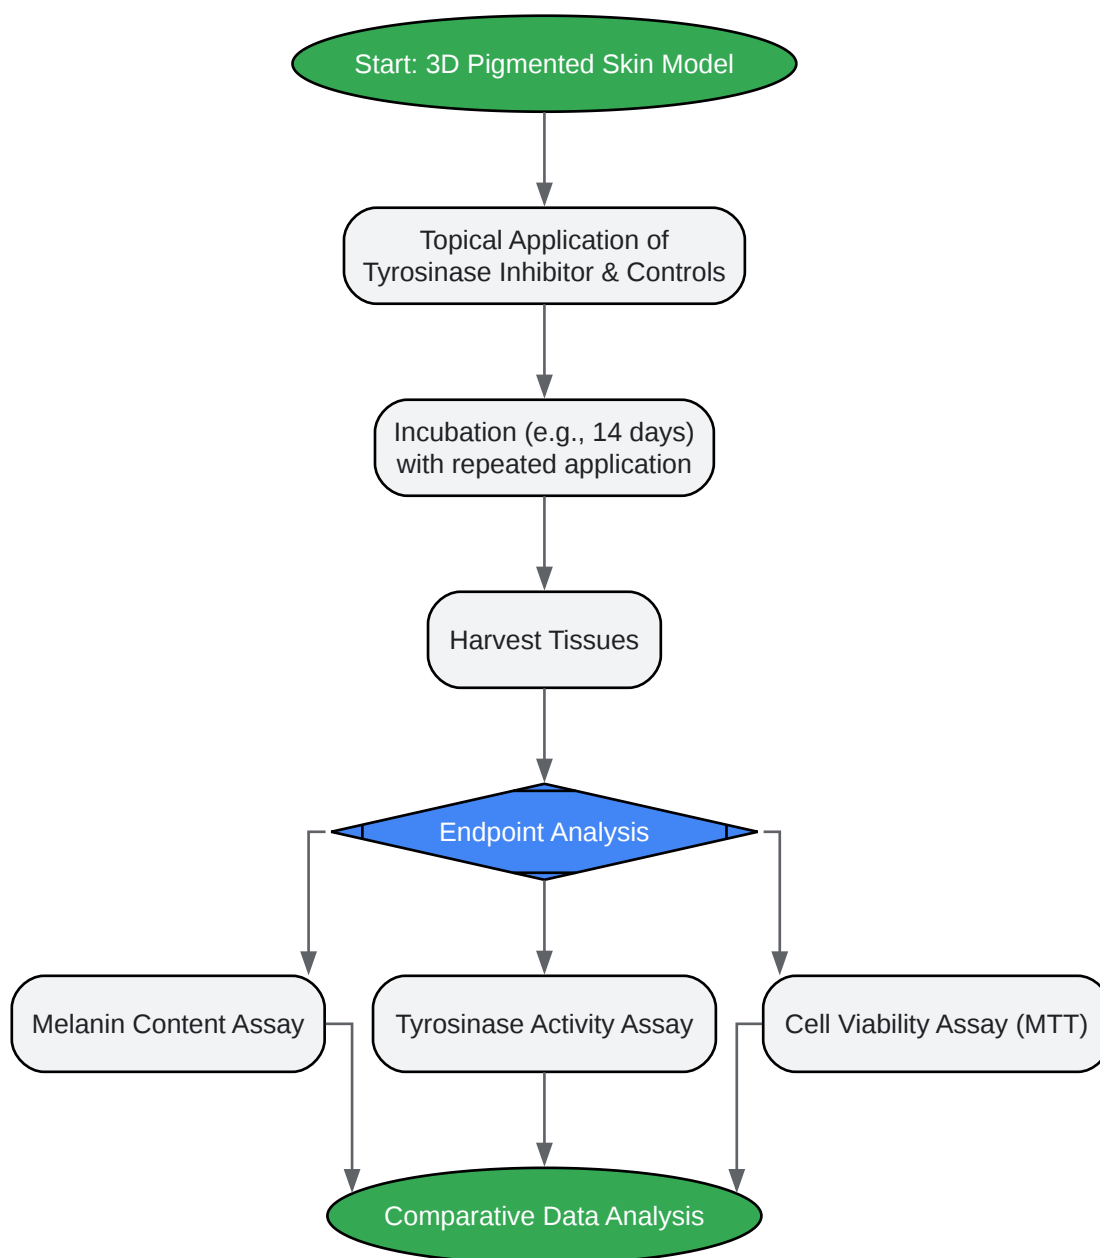 Start: 3D Pigmented Skin Model
Topical Application of
Tyrosinase Inhibitor & Controls
Incubation (e.g., 14 days)
with repeated application
Harvest Tissues
Endpoint Analysis
Melanin Content Assay
Tyrosinase Activity Assay
Cell Viability Assay (MTT)
Comparative Data Analysis